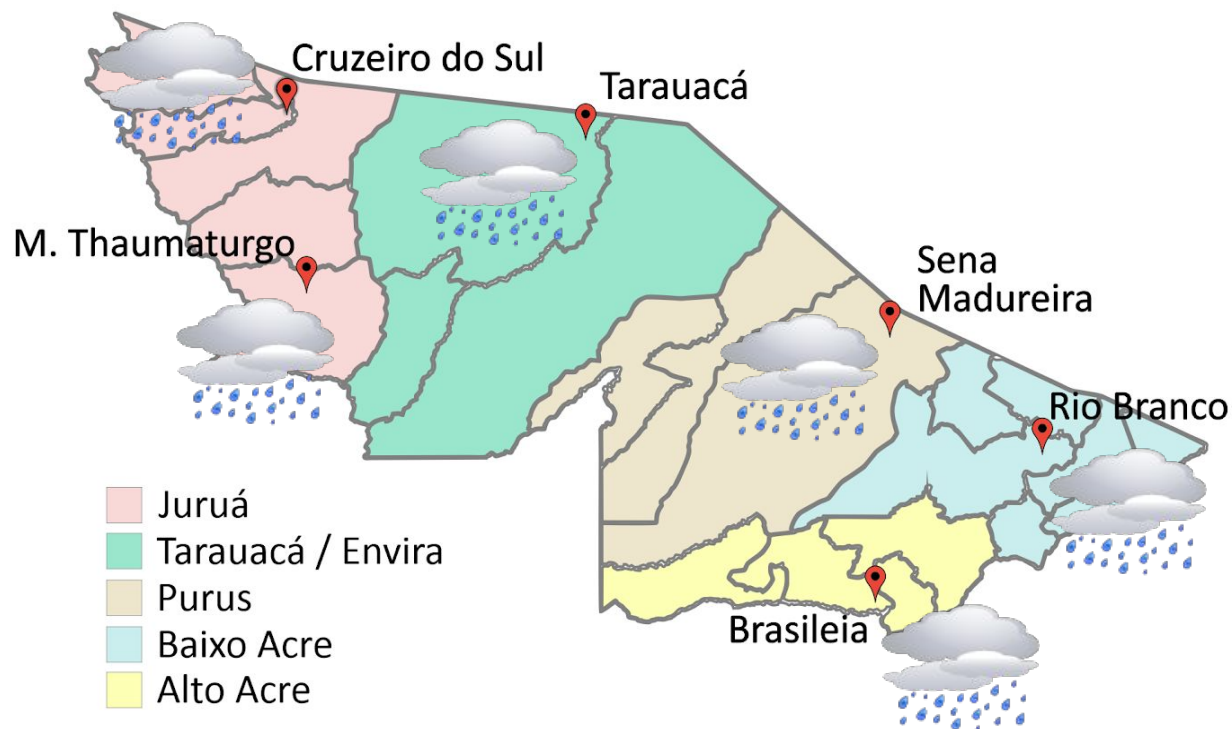 Cruzeiro do Sul
Tarauacá
M. Thaumaturgo
Sena
Madureira
Rio Branco
Brasileia
Juruá
Tarauacá / Envira
Purus
Baixo Acre
Alto Acre